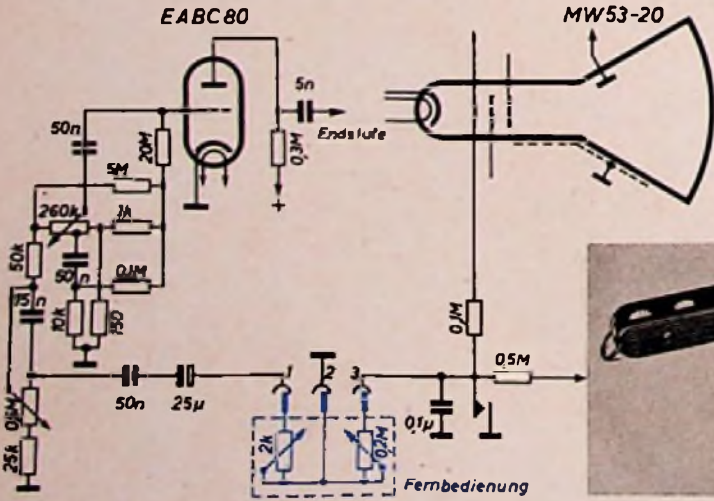 EABC80
MW53-20
5n
Endstufe
50n
20M
0,3M
5M
+
260k
1k
50k
50n
0,1M
0,1M
15n
10k
150
1
2
3
0,5M
50n
25µ
0,1µ
2k
0,2M
25k
Fernbedienung